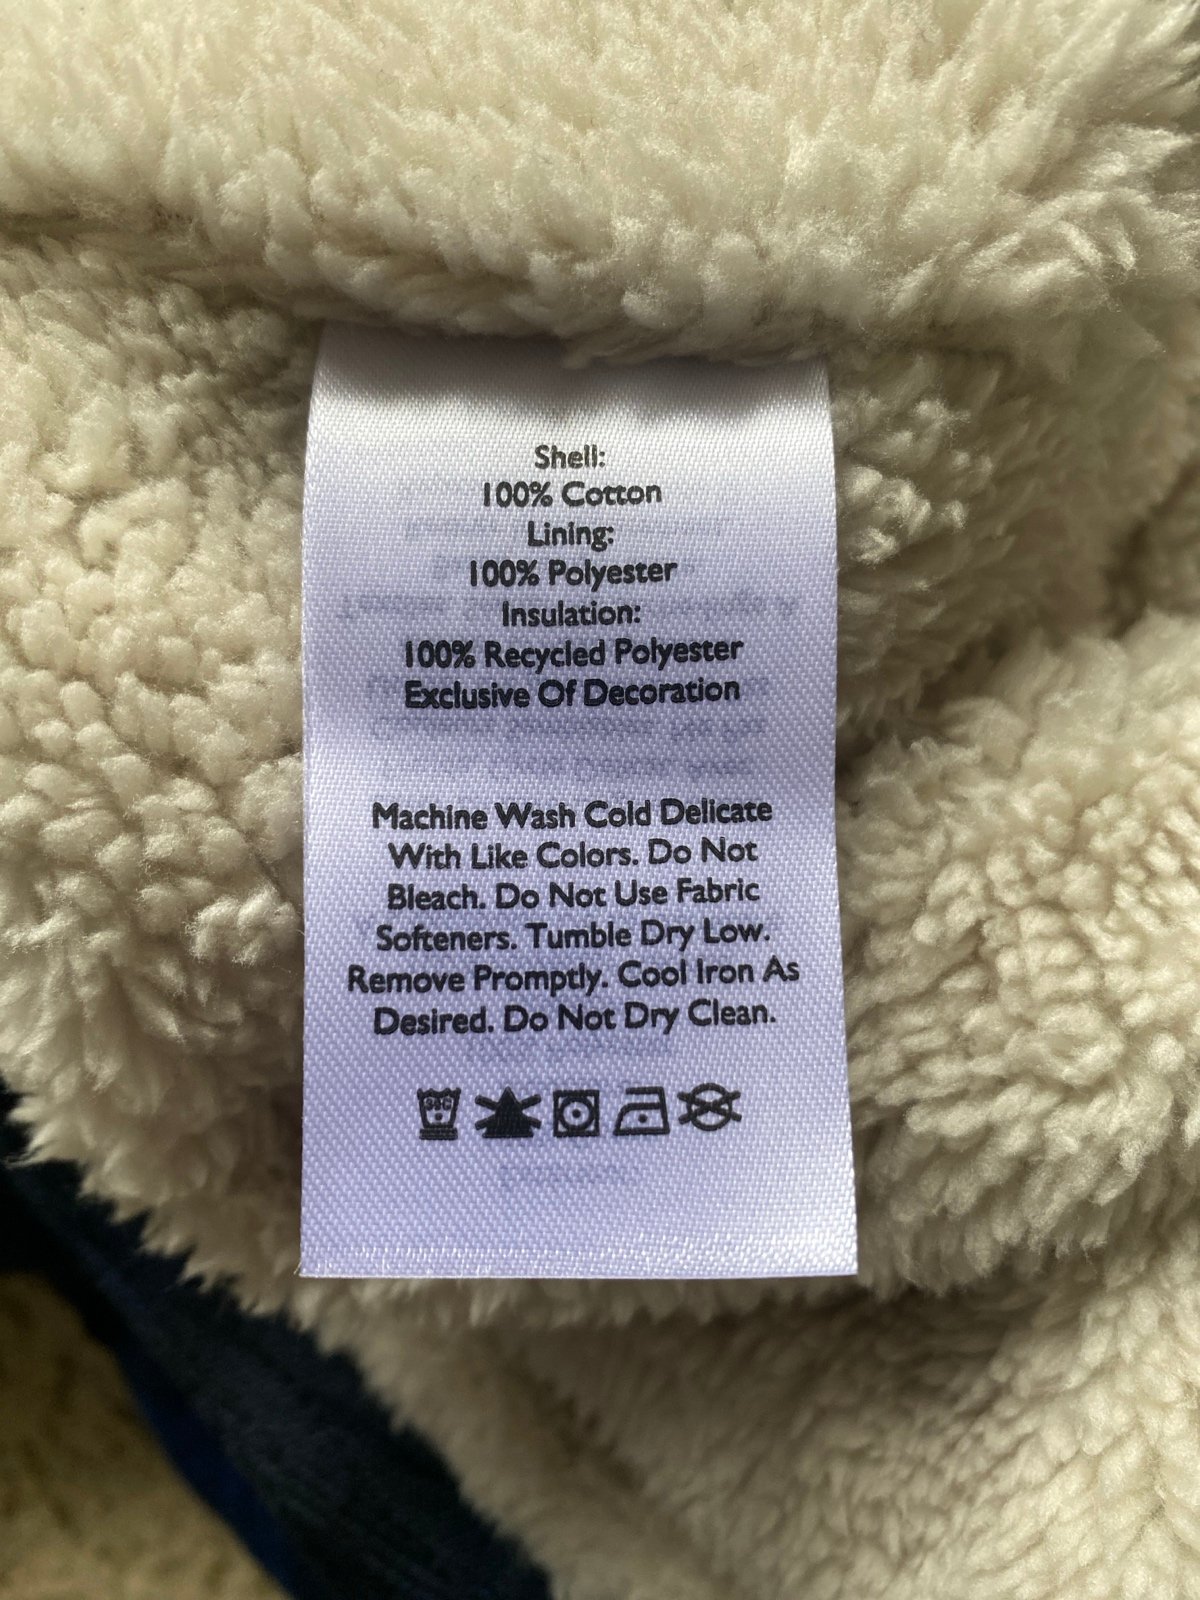 Shell:
100% Cotton
Lining:
100% Polyester
Insulation:
100% Recycled Polyester
Exclusive Of Decoration
Machine Wash Cold Delicate
With Like Colors. Do Not
Bleach. Do Not Use Fabric
Softeners. Tumble Dry Low.
Remove Promptly. Cool Iron As
Desired. Do Not Dry Clean.